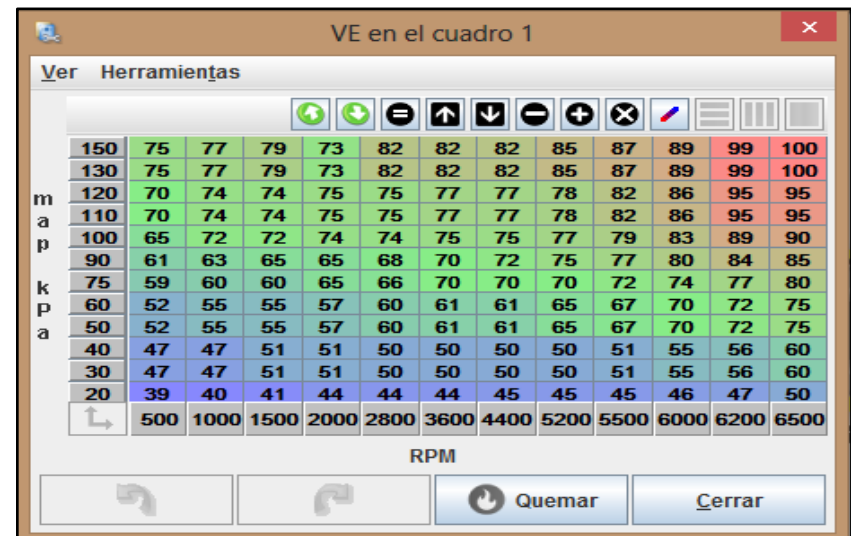 VE en el cuadro 1
Ver Herramientas
150 75 77 79 73 82 82 82 85 87 89 99 100
130 75 77 79 73 82 82 82 85 87 89 99 100
120 70 74 74 75 75 77 77 78 82 86 95 95
110 70 74 74 75 75 77 77 78 82 86 95 95
100 65 72 72 74 74 75 75 77 79 83 89 90
90 61 63 65 65 68 70 72 75 77 80 84 85
75 59 60 60 65 66 70 70 70 72 74 77 80
60 52 55 55 57 60 61 61 65 67 70 72 75
50 52 55 55 57 60 61 61 65 67 70 72 75
40 47 47 51 51 50 50 50 50 51 55 56 60
30 47 47 51 51 50 50 50 50 51 55 56 60
20 39 40 41 44 44 44 45 45 45 46 47 50
map kPa
500 1000 1500 2000 2800 3600 4400 5200 5500 6000 6200 6500
RPM
Quemar Cerrar